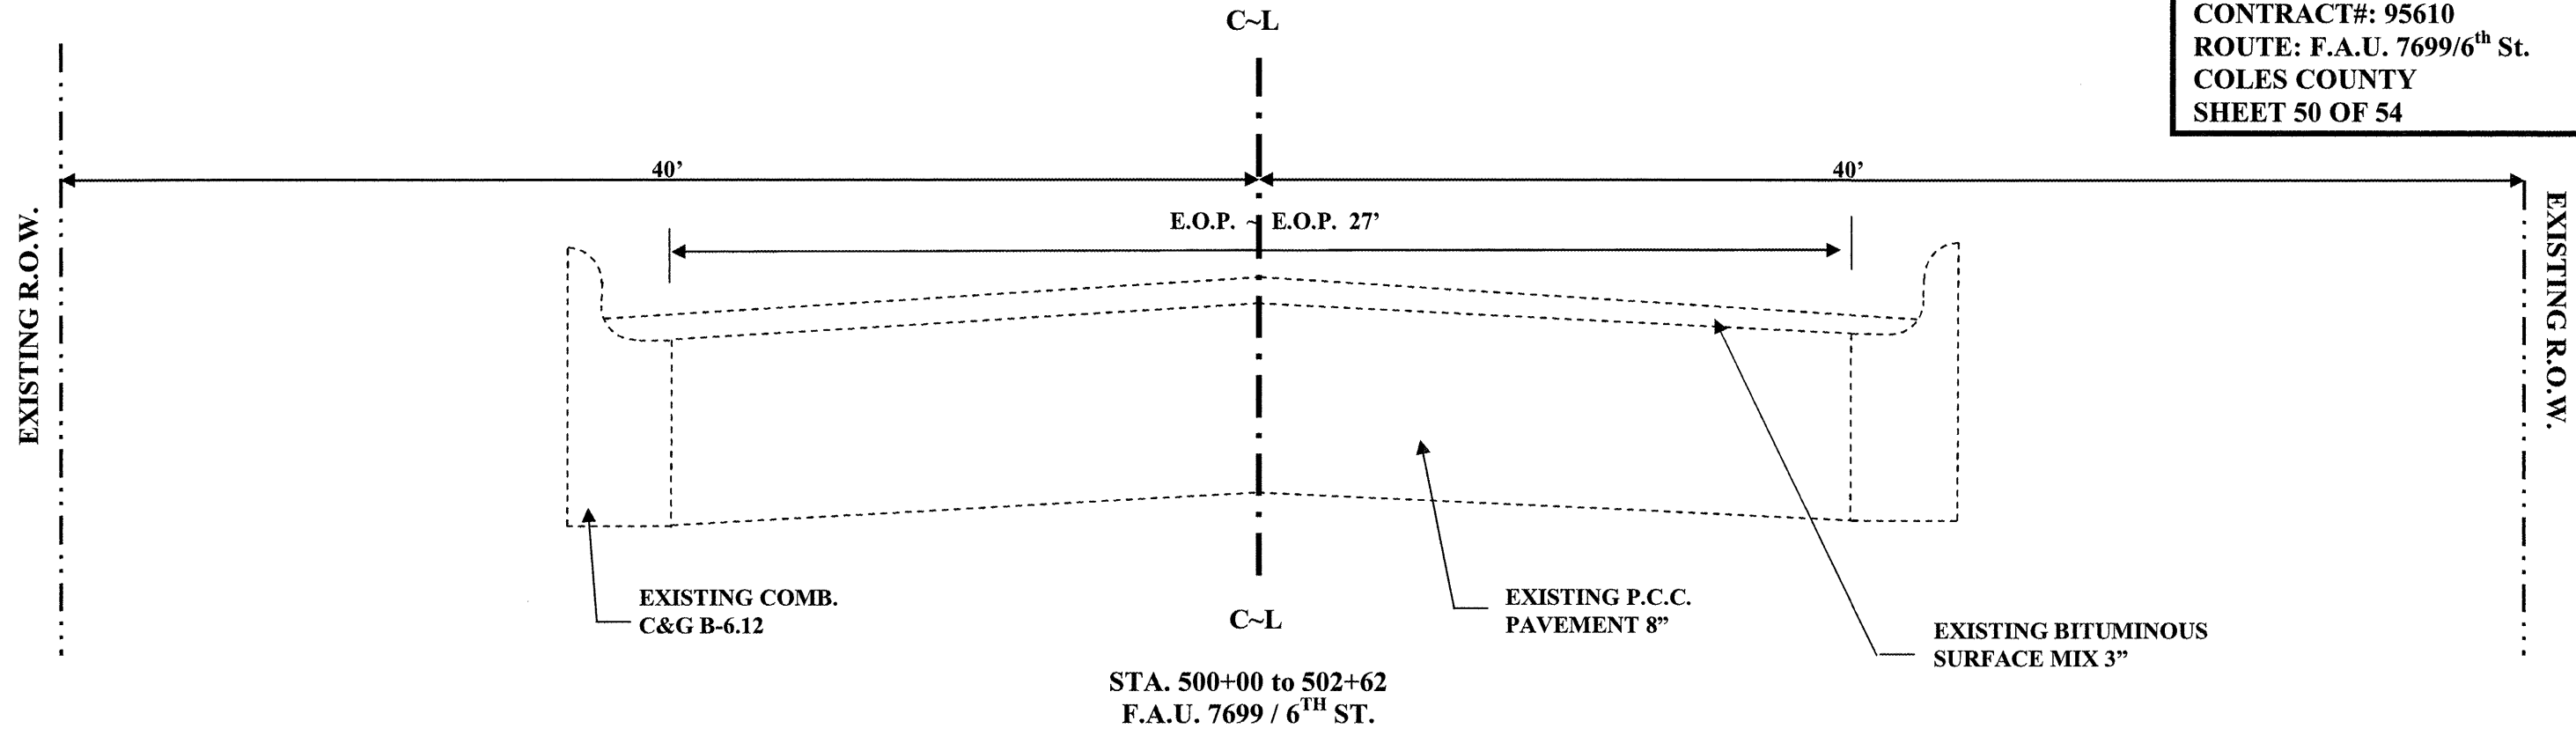 C~L
CONTRACT#: 95610
ROUTE: F.A.U. 7699/6th St.
COLES COUNTY
SHEET 50 OF 54
40’
40’
E.O.P. ~ E.O.P. 27’
EXISTING R.O.W.
EXISTING R.O.W.
EXISTING COMB.
C&G B-6.12
C~L
EXISTING P.C.C.
PAVEMENT 8”
EXISTING BITUMINOUS
SURFACE MIX 3”
STA. 500+00 to 502+62
F.A.U. 7699 / 6TH ST.